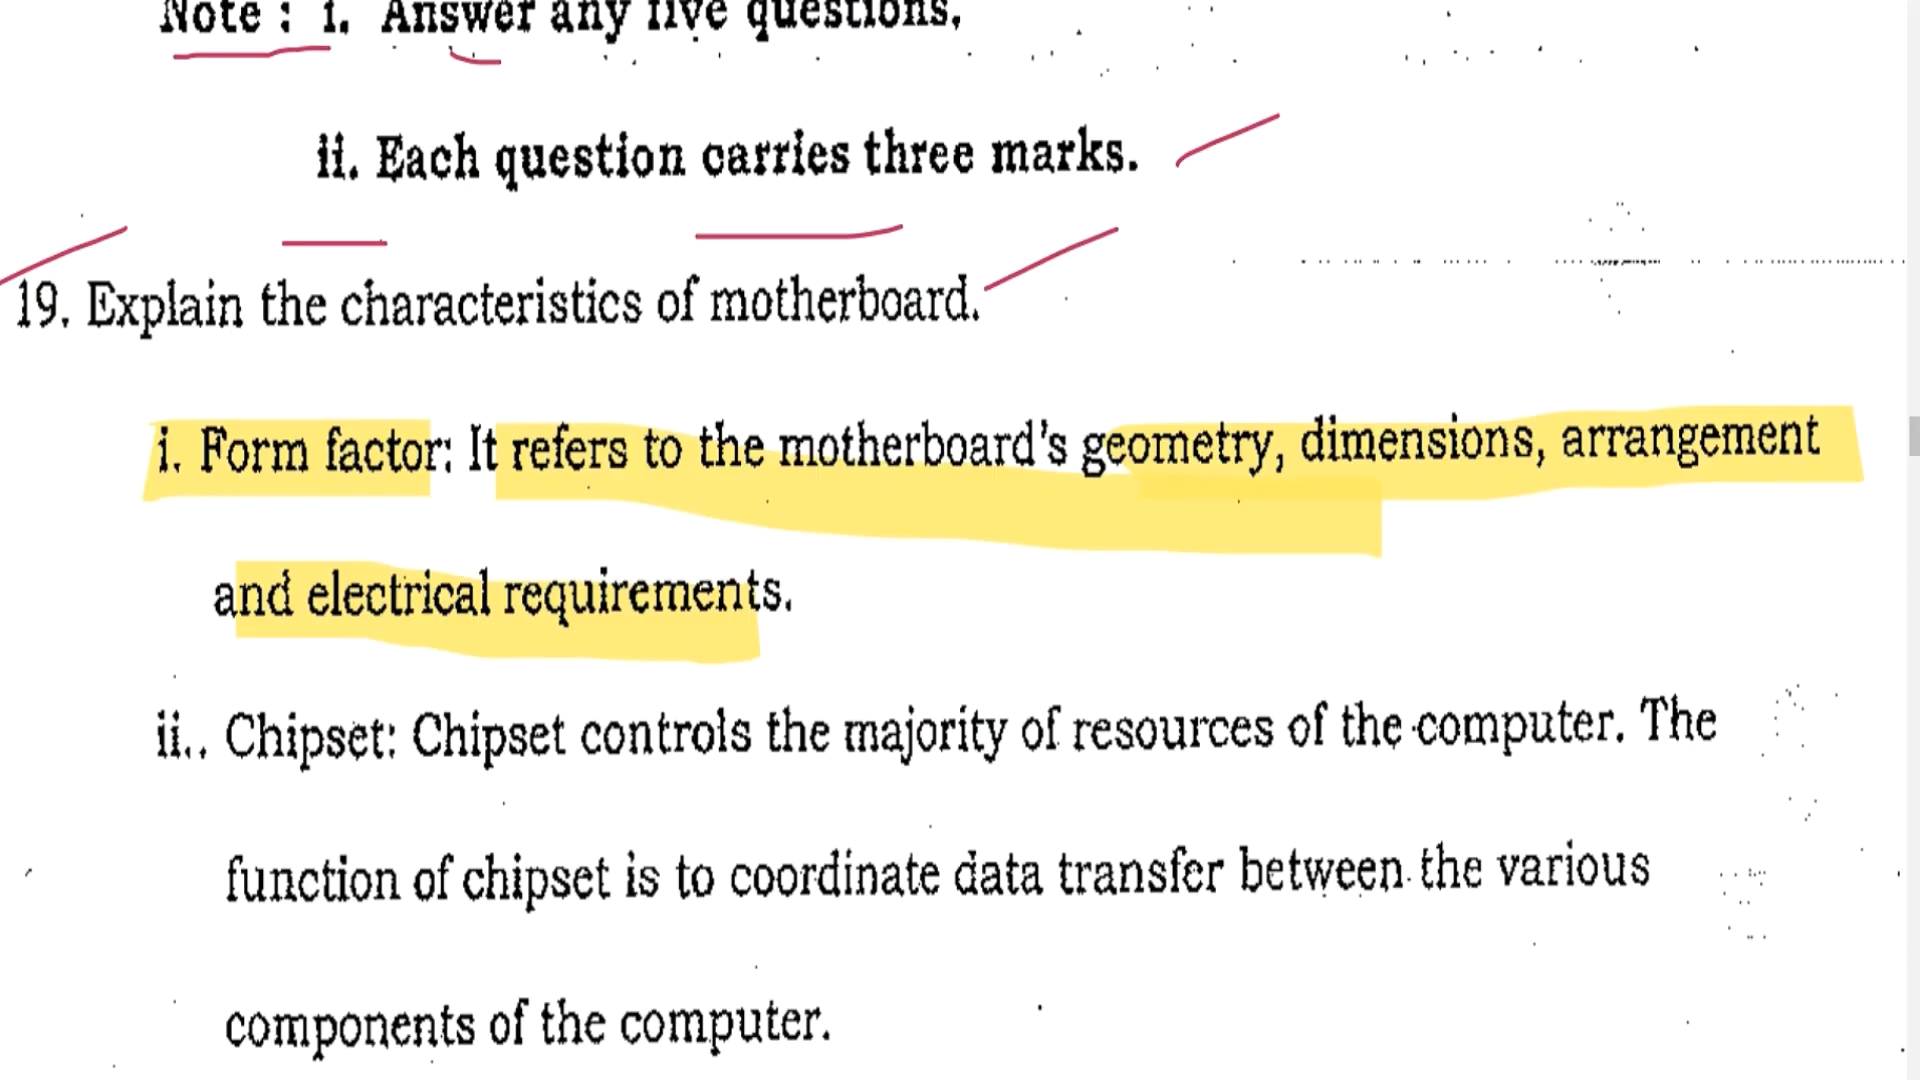 Note : i. Answer any five questions.
ii. Each question carries three marks.
19. Explain the characteristics of motherboard.
i. Form factor: It refers to the motherboard's geometry, dimensions, arrangement
and electrical requirements.
ii.. Chipset: Chipset controls the majority of resources of the computer. The
function of chipset is to coordinate data transfer between the various
components of the computer.